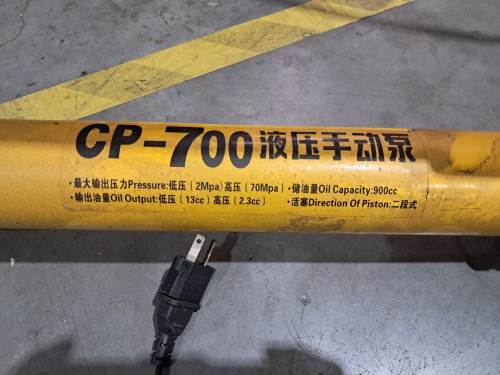 CP-700液压手动泵
·最大输出压力Pressure:低压(2Mpa)高压(70Mpa)·储油量Oil Capacity:900cc
·输出油量Oil Output:低压(13cc)高压(2.3cc) ·活塞Direction Of Piston:二段式